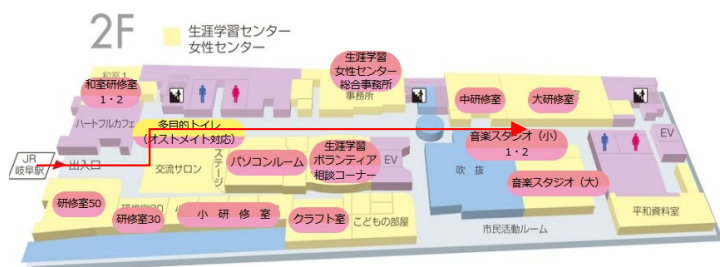 2F
生涯学習センター
女性センター
和室1
和室研修室
1・2
生涯学習
女性センター
総合事務所
事務所
中研修室
大研修室
ハートフルカフェ
多目的トイレ
(オストメイト対応)
音楽スタジオ(小)
1・2
EV
JR
岐阜駅
出入口
交流サロン
ステージ
パソコンルーム
生涯学習
ボランティア
相談コーナー
EV
吹 抜
音楽スタジオ(大)
研修室50
研修室30
小 研 修 室
クラフト室
こどもの部屋
市民活動ルーム
平和資料室